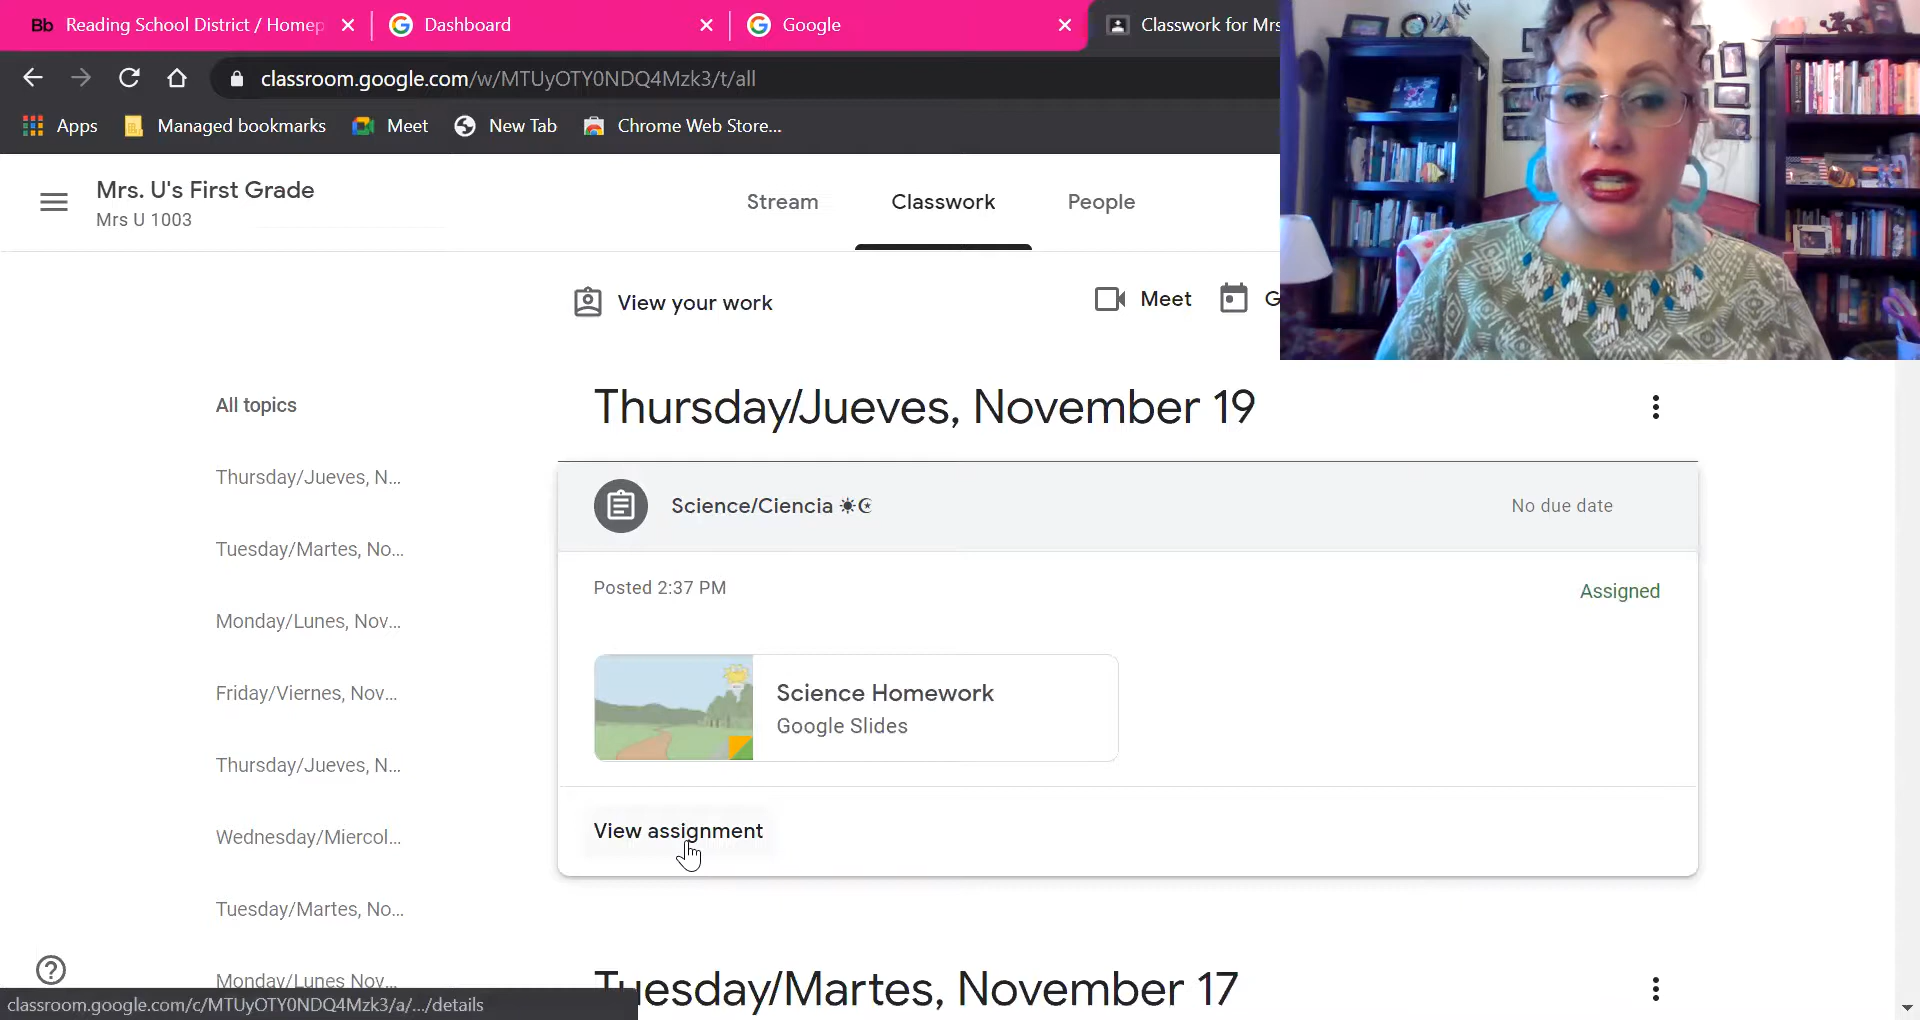 Bb Reading School District / Homep
Dashboard
Google
Classwork for Mrs
classroom.google.com/w/MTUyOTY0NDQ4Mzk3/t/all
Apps
Managed bookmarks
Meet
New Tab
Chrome Web Store...
Mrs. U's First Grade
Mrs U 1003
Stream
Classwork
People
View your work
Meet
G
All topics
Thursday/Jueves, N...
Tuesday/Martes, No...
Monday/Lunes, Nov...
Friday/Viernes, Nov...
Thursday/Jueves, N...
Wednesday/Miercol...
Tuesday/Martes, No...
Monday/Lunes Nov...
Thursday/Jueves, November 19
Science/Ciencia ☀☪
No due date
Posted 2:37 PM
Assigned
Science Homework
Google Slides
View assignment
Tuesday/Martes, November 17
classroom.google.com/c/MTUyOTY0NDQ4Mzk3/a/.../details